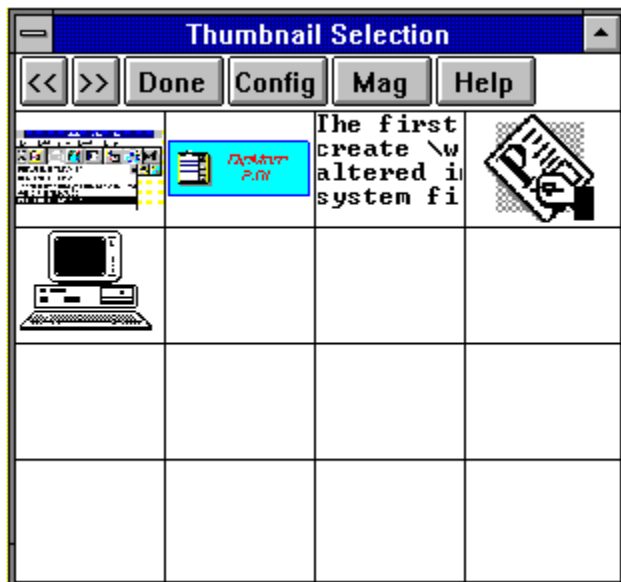 Thumbnail Selection
<< >> Done Config Mag Help
The first
create \w
altered i
system fi
P